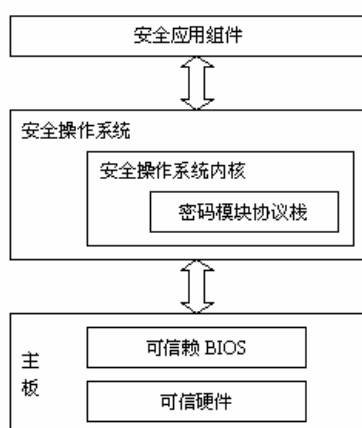 安全应用组件
安全操作系统
安全操作系统内核
密码模块协议栈
主板
可信赖 BIOS
可信硬件